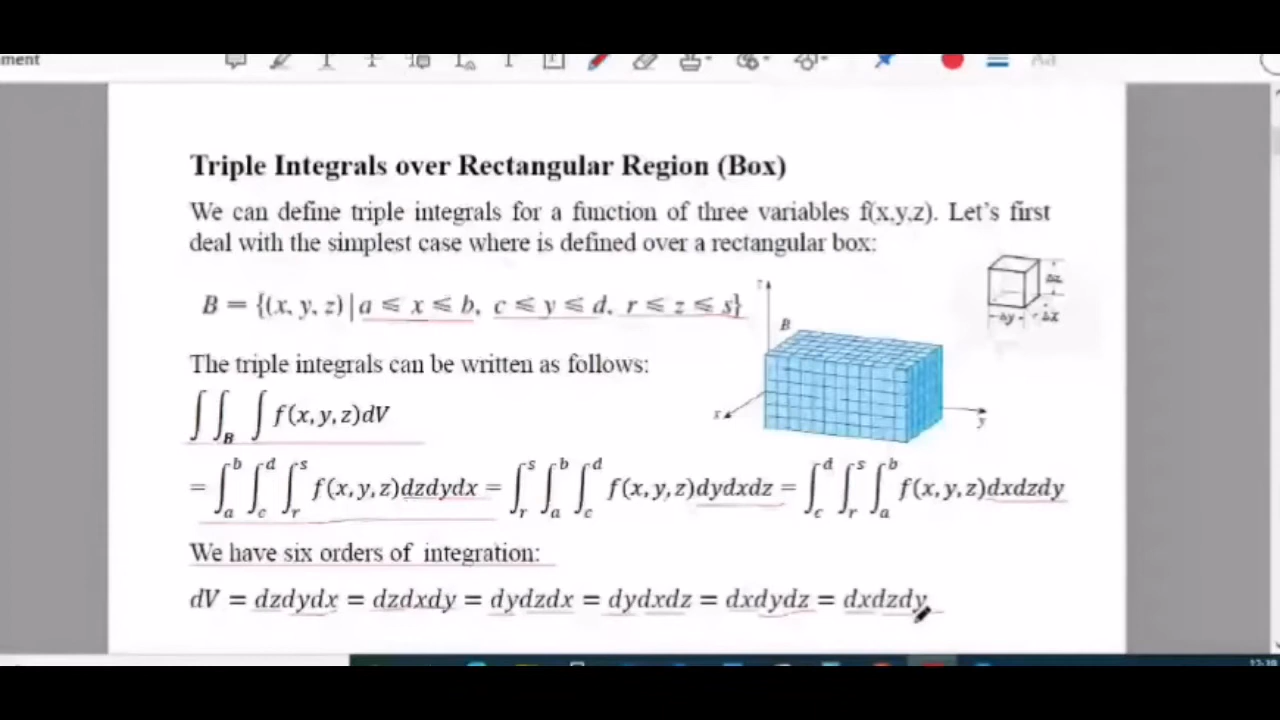 ment
Triple Integrals over Rectangular Region (Box)
We can define triple integrals for a function of three variables f(x,y,z). Let's first
deal with the simplest case where is defined over a rectangular box:
B = {(x, y, z) | a ⩽ x ⩽ b, c ⩽ y ⩽ d, r ⩽ z ⩽ s}
z
B
x
y
Δz
Δy
Δx
The triple integrals can be written as follows:
∫∫_B ∫ f(x, y, z)dV
= ∫_a^b ∫_c^d ∫_r^s f(x, y, z)dzdydx = ∫_r^s ∫_a^b ∫_c^d f(x, y, z)dydxdz = ∫_c^d ∫_r^s ∫_a^b f(x, y, z)dxdzdy
We have six orders of integration:
dV = dzdydx = dzdxdy = dydzdx = dydxdz = dxdydz = dxdzdy